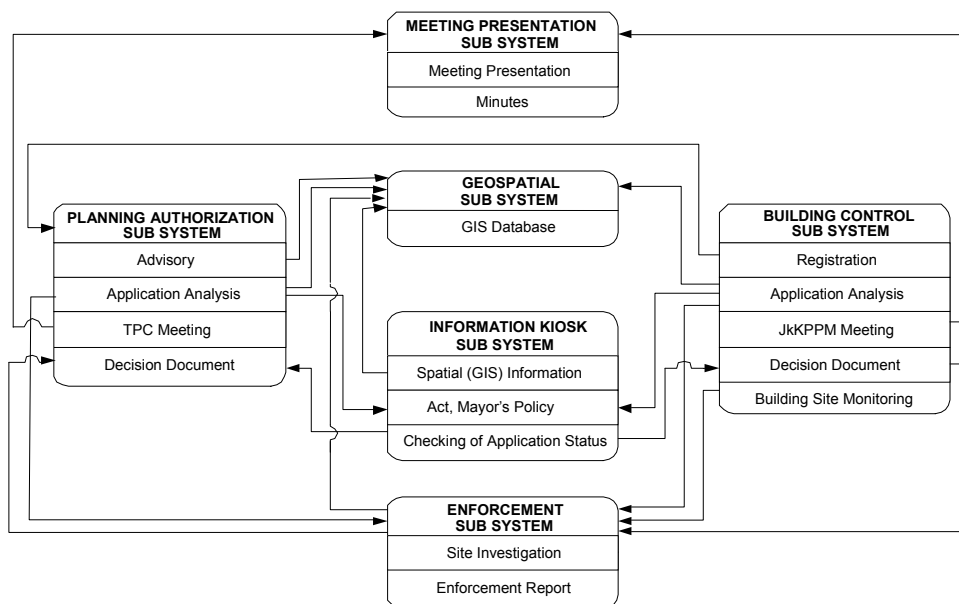 MEETING PRESENTATION
SUB SYSTEM
Meeting Presentation
Minutes
GEOSPATIAL
SUB SYSTEM
GIS Database
PLANNING AUTHORIZATION
SUB SYSTEM
Advisory
Application Analysis
TPC Meeting
Decision Document
BUILDING CONTROL
SUB SYSTEM
Registration
Application Analysis
JkKPPM Meeting
Decision Document
Building Site Monitoring
INFORMATION KIOSK
SUB SYSTEM
Spatial (GIS) Information
Act, Mayor's Policy
Checking of Application Status
ENFORCEMENT
SUB SYSTEM
Site Investigation
Enforcement Report